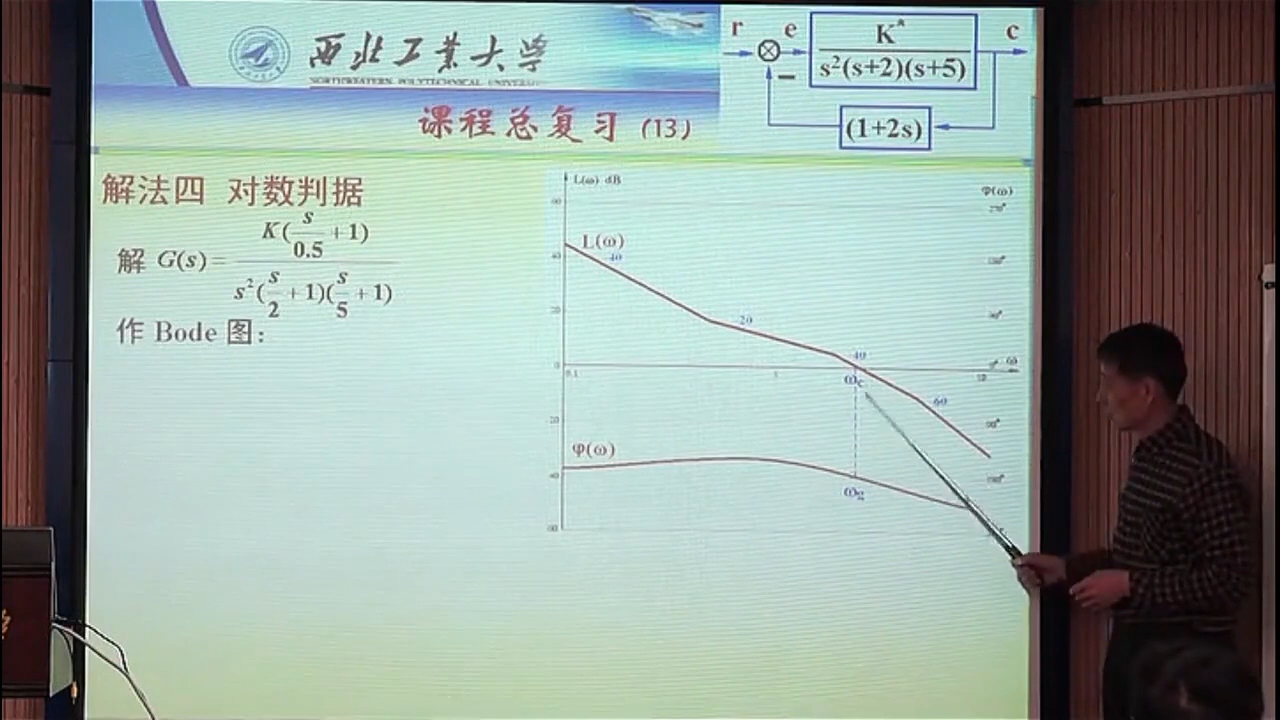 西北工业大学
NORTHWESTERN POLYTECHNICAL UNIVERSITY
课程总复习 (13)
r e K* c
s²(s+2)(s+5)
(1+2s)
解法四 对数判据
解 G(s)= K(s/0.5 +1) / s²(s/2 +1)(s/5 +1)
作 Bode 图：
L(ω) dB
φ(ω)
L(ω)
40
20
40
ω
0
0.1
1
10
ωc
60
φ(ω)
ωg